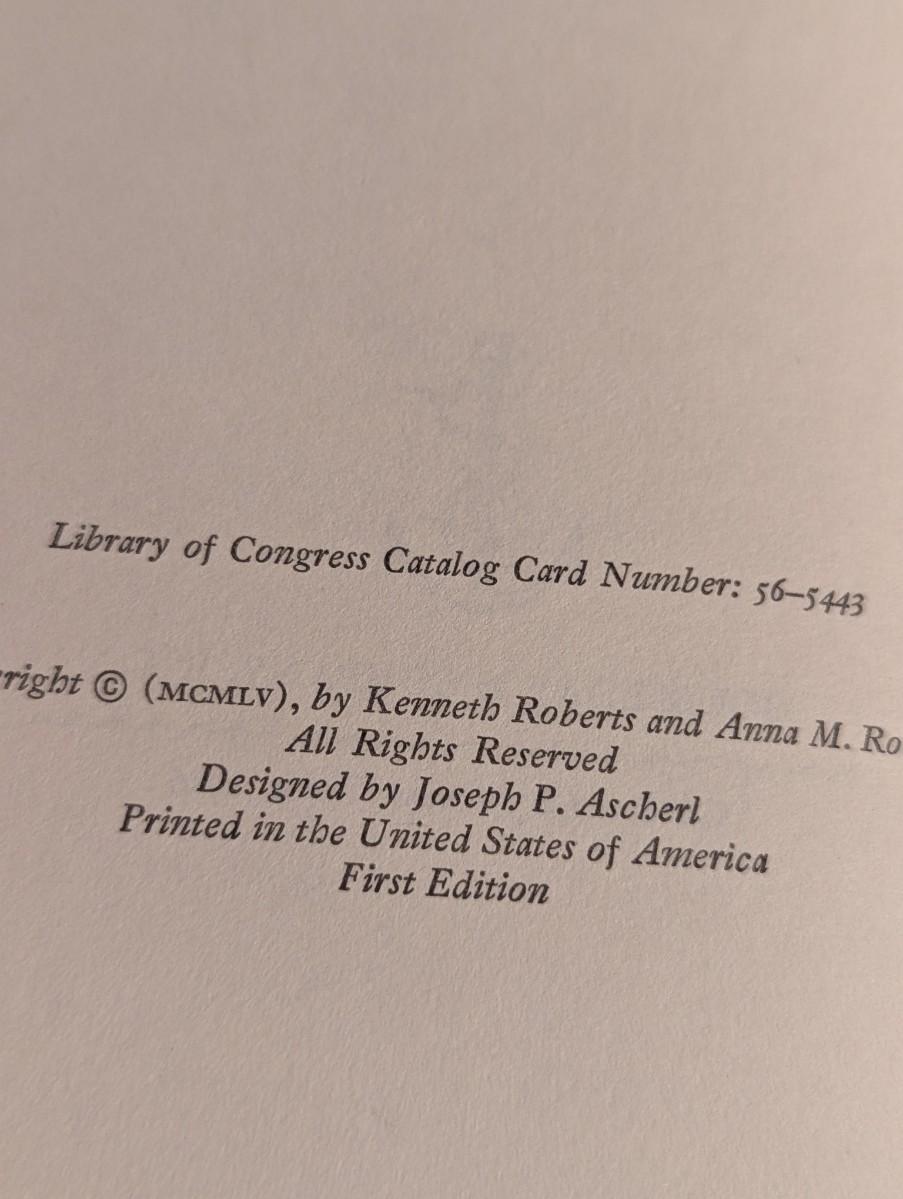 Library of Congress Catalog Card Number: 56–5443
right © (MCMLV), by Kenneth Roberts and Anna M. Ro
All Rights Reserved
Designed by Joseph P. Ascherl
Printed in the United States of America
First Edition